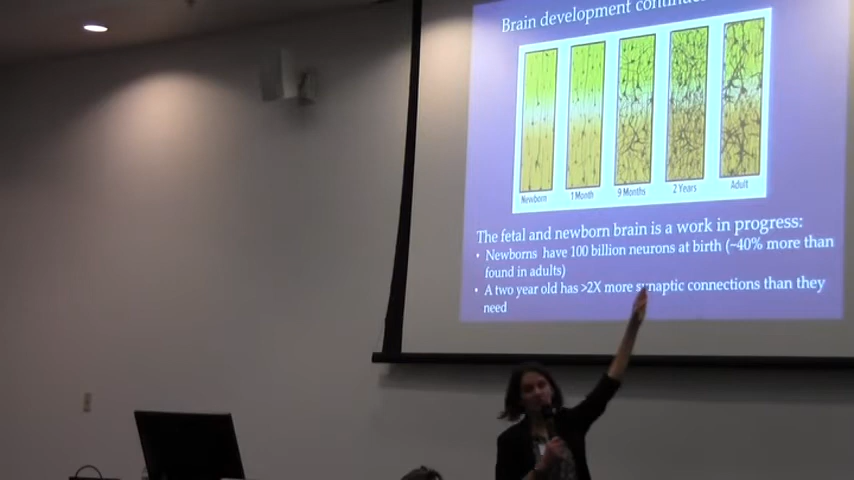 Brain development
Newborn
1 Month
9 Months
2 Years
Adult
The fetal and newborn brain is a work in progress:
• Newborns have 100 billion neurons at birth (~40% more than
found in adults)
• A two year old has >2X more synaptic connections than they
need